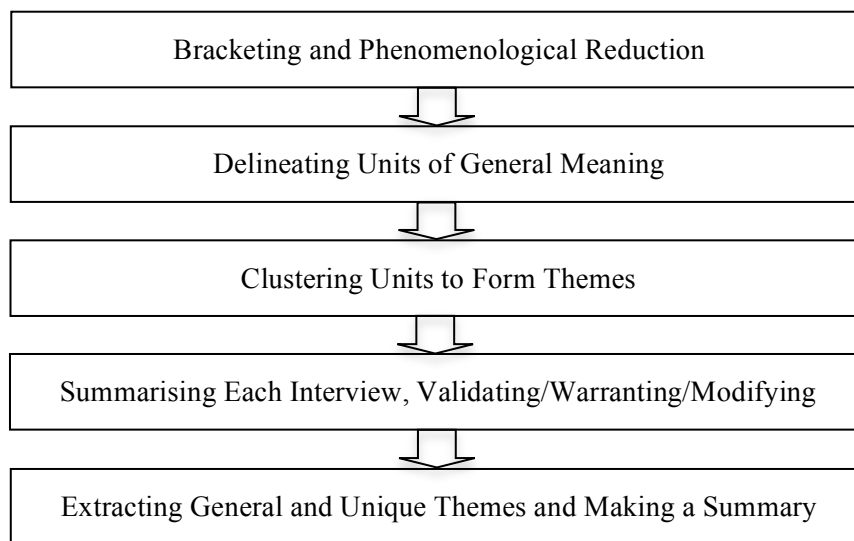 Bracketing and Phenomenological Reduction
Delineating Units of General Meaning
Clustering Units to Form Themes
Summarising Each Interview, Validating/Warranting/Modifying
Extracting General and Unique Themes and Making a Summary